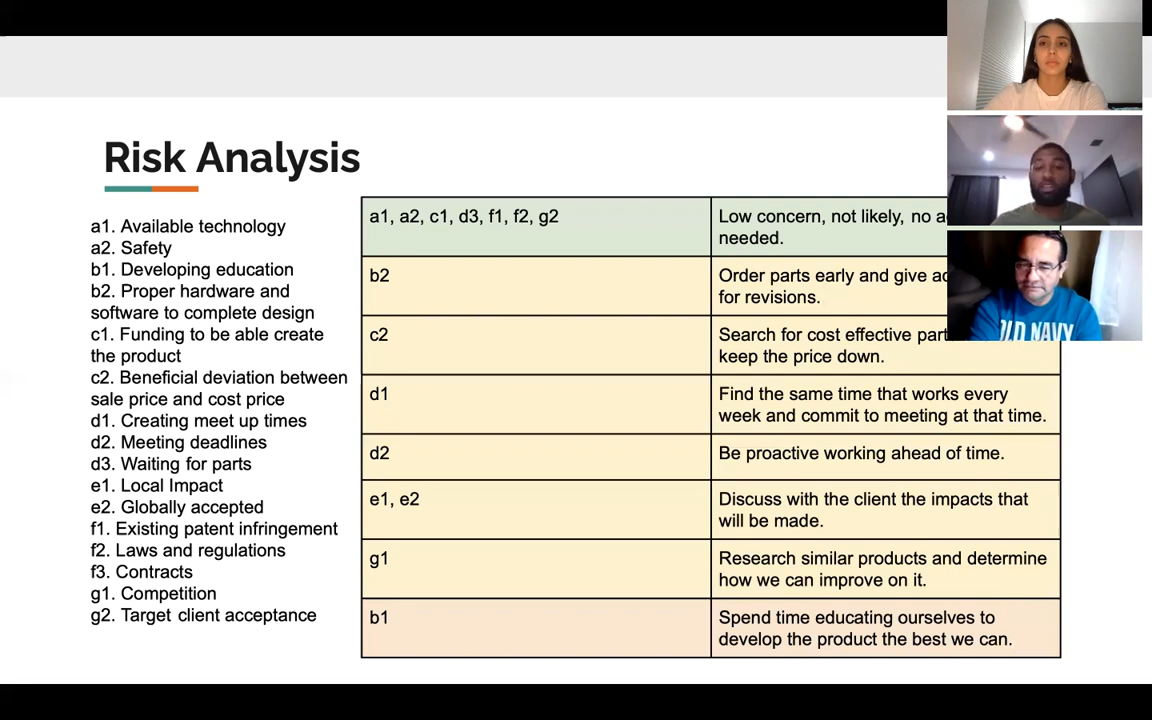 Risk Analysis
a1. Available technology
a2. Safety
b1. Developing education
b2. Proper hardware and
software to complete design
c1. Funding to be able create
the product
c2. Beneficial deviation between
sale price and cost price
d1. Creating meet up times
d2. Meeting deadlines
d3. Waiting for parts
e1. Local Impact
e2. Globally accepted
f1. Existing patent infringement
f2. Laws and regulations
f3. Contracts
g1. Competition
g2. Target client acceptance
a1, a2, c1, d3, f1, f2, g2
Low concern, not likely, no
needed.
b2
Order parts early and give
for revisions.
c2
Search for cost effective
keep the price down.
d1
Find the same time that works every
week and commit to meeting at that time.
d2
Be proactive working ahead of time.
e1, e2
Discuss with the client the impacts that
will be made.
g1
Research similar products and determine
how we can improve on it.
b1
Spend time educating ourselves to
develop the product the best we can.
OLD NAVY